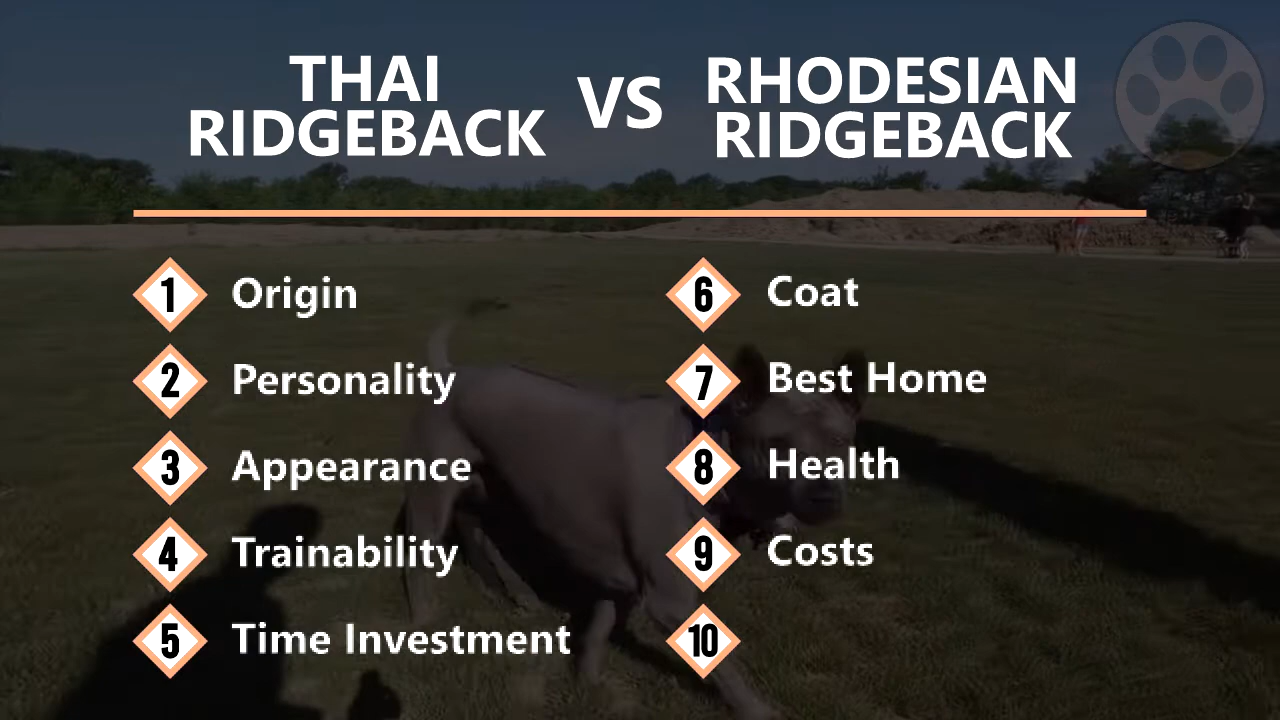 THAI
RIDGEBACK
VS
RHODESIAN
RIDGEBACK
1 Origin
2 Personality
3 Appearance
4 Trainability
5 Time Investment
6 Coat
7 Best Home
8 Health
9 Costs
10